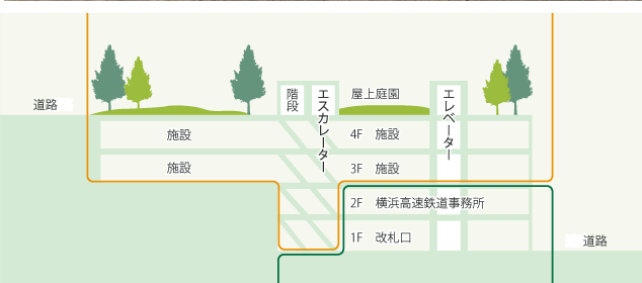 階段
エスカレーター
屋上庭園
エレベーター
道路
施設
4F 施設
施設
3F 施設
2F 横浜高速鉄道事務所
1F 改札口
道路